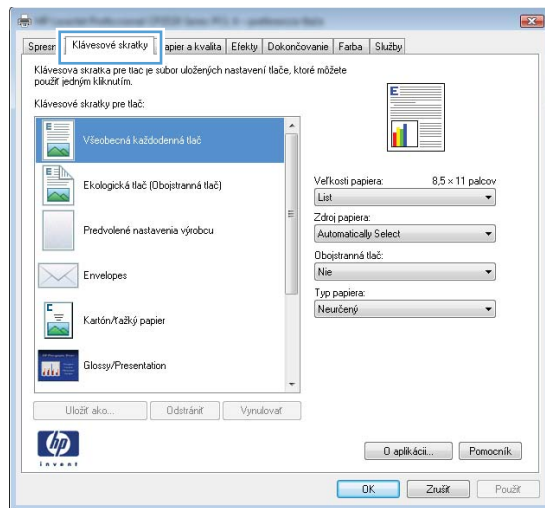 Klávesové skratky
Papier a kvalita
Efekty
Dokončovanie
Farba
Služby
Klávesová skratka pre tlač je súbor uložených nastavení tlače, ktoré môžete
použiť jedným kliknutím.
Klávesové skratky pre tlač:
Všeobecná každodenná tlač
Ekologická tlač (Obojstranná tlač)
Predvolené nastavenia výrobcu
Envelopes
Kartón/ťažký papier
Glossy/Presentation
Uložiť ako...
Odstrániť
Vynulovať
Veľkosti papiera:
8,5 × 11 palcov
List
Zdroj papiera:
Automatically Select
Obojstranná tlač:
Nie
Typ papiera:
Neurčený
hp
invent
O aplikácii...
Pomocník
OK
Zrušiť
Použiť